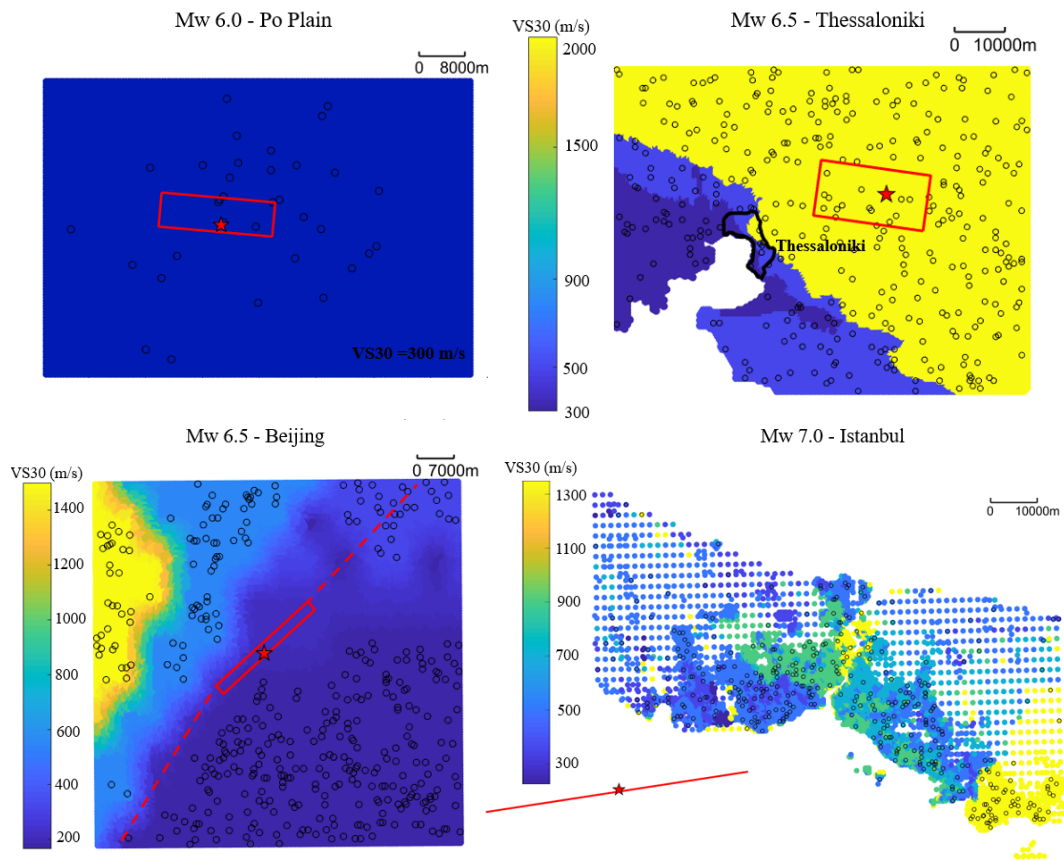 Mw 6.0 - Po Plain
0 8000m
VS30 =300 m/s
Mw 6.5 - Thessaloniki
VS30 (m/s)
0 10000m
2000
1500
900
500
300
Thessaloniki
Mw 6.5 - Beijing
VS30 (m/s)
0 7000m
1400
1200
1000
800
600
400
200
Mw 7.0 - Istanbul
VS30 (m/s)
0 10000m
1300
1100
900
700
500
300